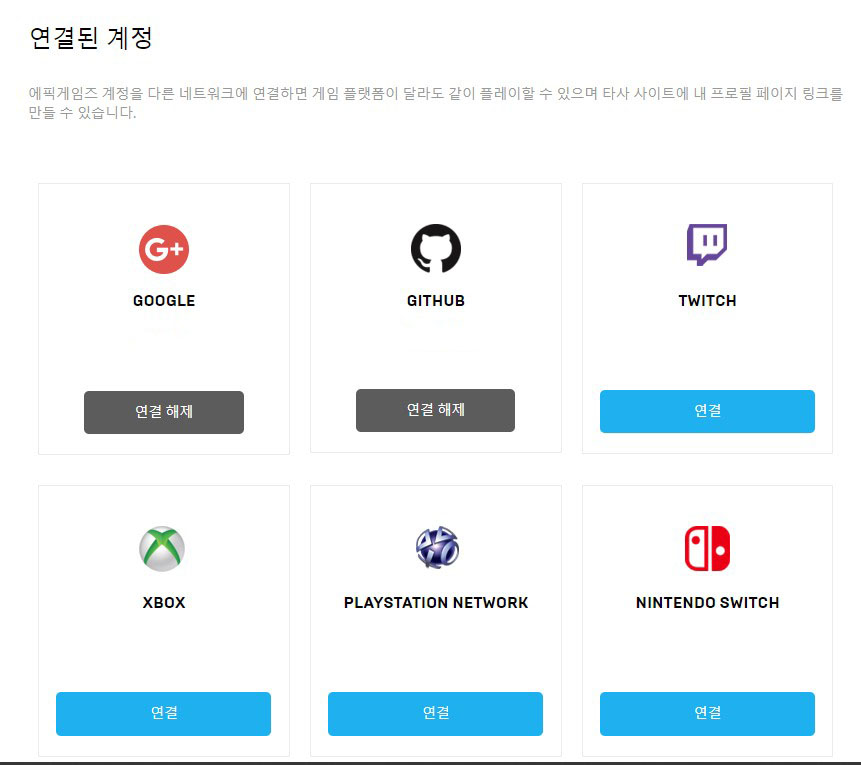 연결된 계정
에픽게임즈 계정을 다른 네트워크에 연결하면 게임 플랫폼이 달라도 같이 플레이할 수 있으며 타사 사이트에 내 프로필 페이지 링크를
만들 수 있습니다.
G+
GOOGLE
GITHUB
TWITCH
연결 해제
연결 해제
연결
XBOX
PLAYSTATION NETWORK
NINTENDO SWITCH
연결
연결
연결